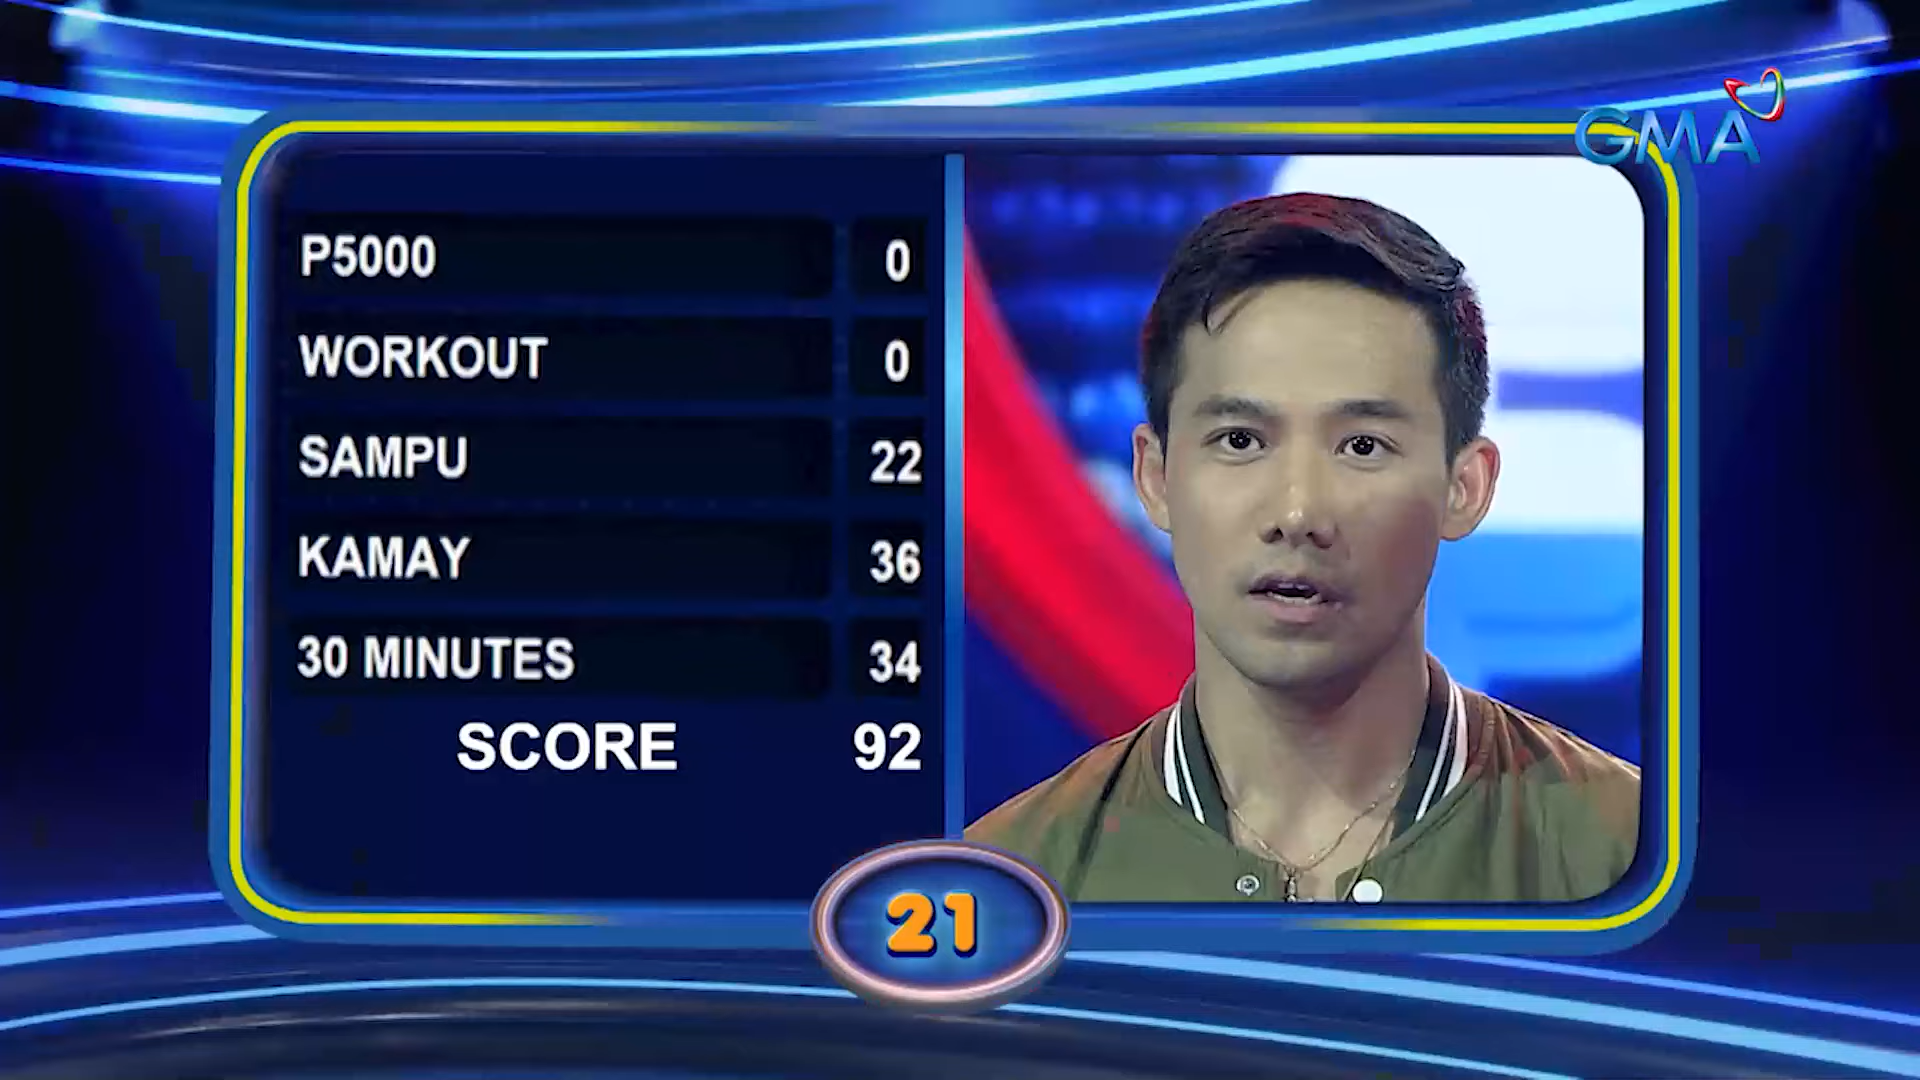 GMA
P5000 0
WORKOUT 0
SAMPU 22
KAMAY 36
30 MINUTES 34
SCORE 92
21